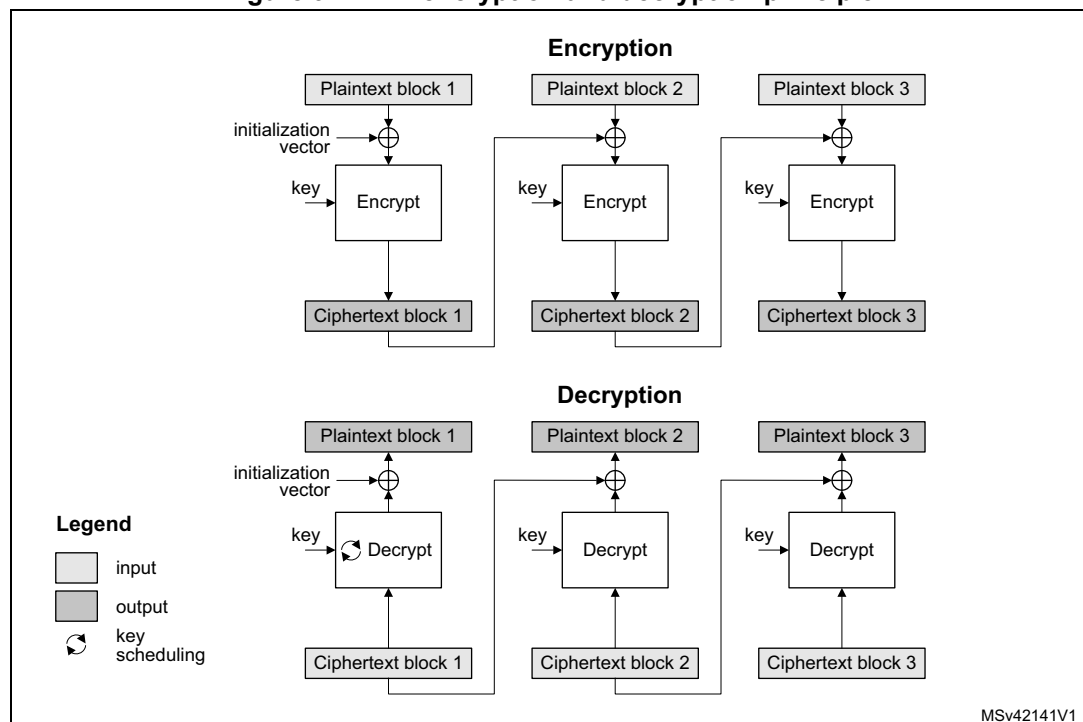 Encryption
Plaintext block 1
Plaintext block 2
Plaintext block 3
initialization
vector
key
Encrypt
key
Encrypt
key
Encrypt
Ciphertext block 1
Ciphertext block 2
Ciphertext block 3
Decryption
Plaintext block 1
Plaintext block 2
Plaintext block 3
initialization
vector
key
Decrypt
key
Decrypt
key
Decrypt
Legend
input
output
key
scheduling
Ciphertext block 1
Ciphertext block 2
Ciphertext block 3
MSv42141V1